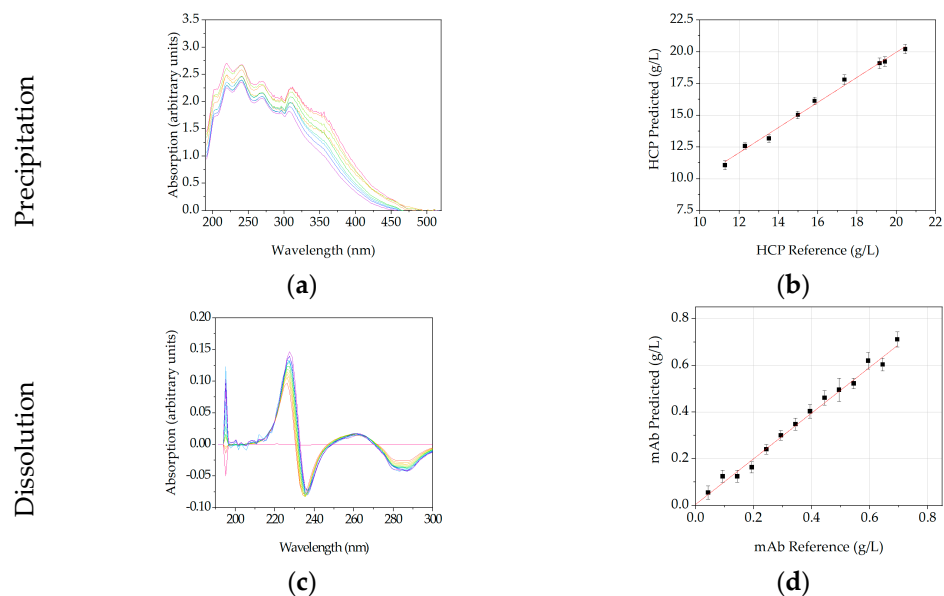 Precipitation
Absorption (arbitrary units)
3.5
3.0
2.5
2.0
1.5
1.0
0.5
0.0
200 250 300 350 400 450 500
Wavelength (nm)
(a)
HCP Predicted (g/L)
22.5
20.0
17.5
15.0
12.5
10.0
7.5
10 12 14 16 18 20 22
HCP Reference (g/L)
(b)
Dissolution
Absorption (arbitrary units)
0.20
0.15
0.10
0.05
0.00
-0.05
-0.10
200 220 240 260 280 300
Wavelength (nm)
(c)
mAb Predicted (g/L)
0.8
0.6
0.4
0.2
0.0
0.0 0.2 0.4 0.6 0.8
mAb Reference (g/L)
(d)